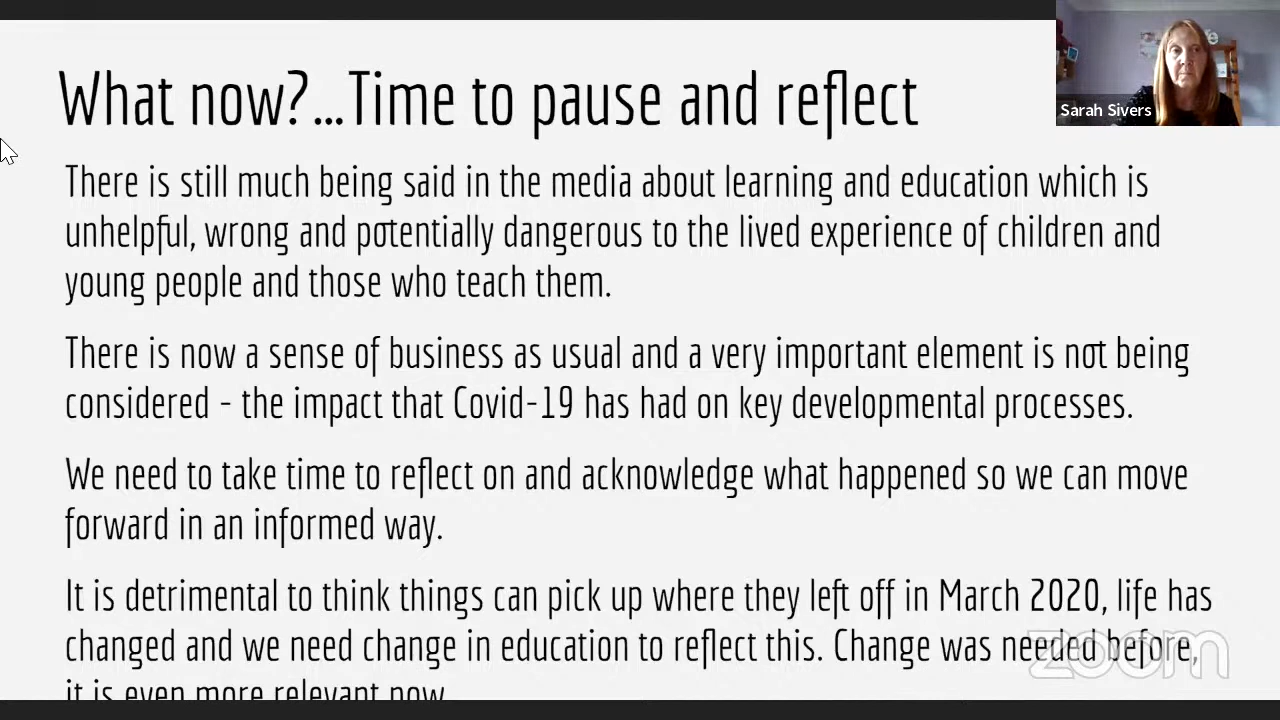 What now?...Time to pause and reflect
Sarah Sivers
There is still much being said in the media about learning and education which is
unhelpful, wrong and potentially dangerous to the lived experience of children and
young people and those who teach them.
There is now a sense of business as usual and a very important element is not being
considered - the impact that Covid-19 has had on key developmental processes.
We need to take time to reflect on and acknowledge what happened so we can move
forward in an informed way.
It is detrimental to think things can pick up where they left off in March 2020, life has
changed and we need change in education to reflect this. Change was needed before,
it is even more relevant now
zoom